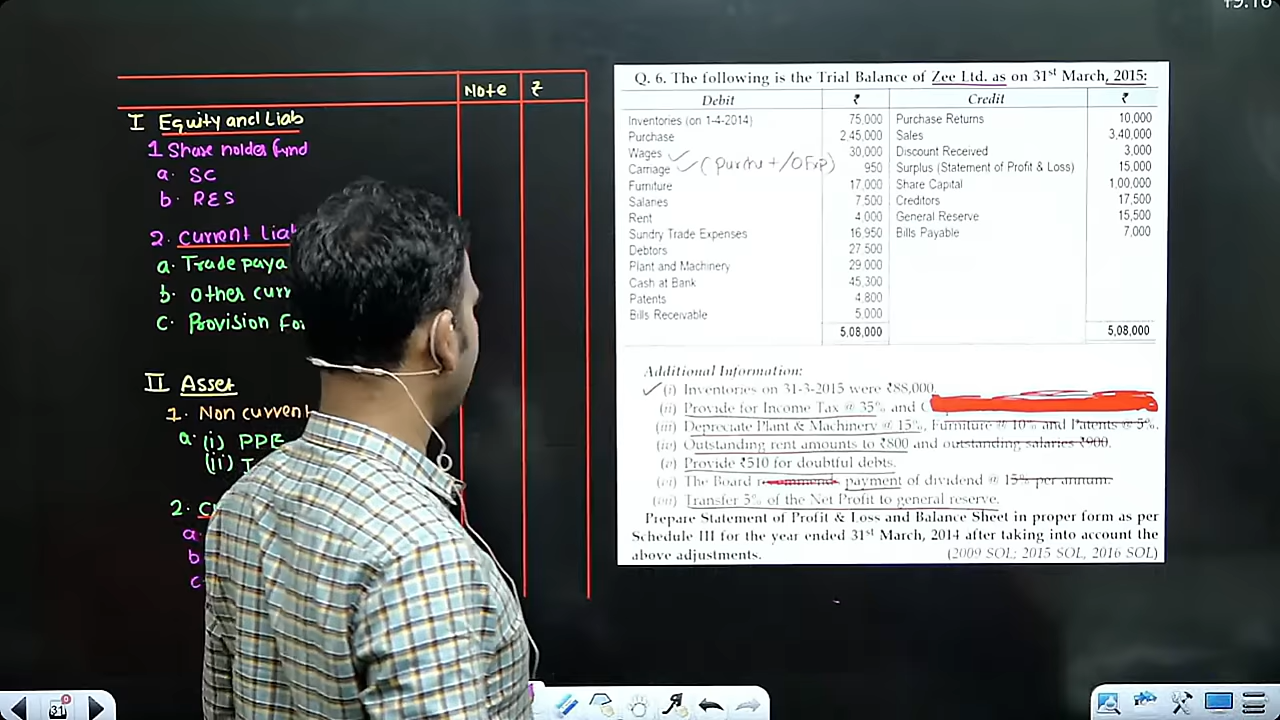 Note ₹
I Equity and Liab
1 Share holder fund
a. SC
b. RES
2. Current Liab
a. Trade paya
b. other curr
c. Provision For
II Asset
1. Non current
a. (i) PPE
(ii) I
2. C
a.
b
c.
Q. 6. The following is the Trial Balance of Zee Ltd. as on 31st March, 2015:
Debit ₹ Credit ₹
Inventories (on 1-4-2014) 75,000 Purchase Returns 10,000
Purchase 2,45,000 Sales 3,40,000
Wages 30,000 Discount Received 3,000
Carriage 950 Surplus (Statement of Profit & Loss) 15,000
Furniture 17,000 Share Capital 1,00,000
Salaries 7,500 Creditors 17,500
Rent 4,000 General Reserve 15,500
Sundry Trade Expenses 16,950 Bills Payable 7,000
Debtors 27,500
Plant and Machinery 29,000
Cash at Bank 45,300
Patents 4,800
Bills Receivable 5,000
5,08,000 5,08,000
Additional Information:
(i) Inventories on 31-3-2015 were ₹88,000.
(ii) Provide for Income Tax @ 35% and C
(iii) Depreciate Plant & Machinery @ 15%, Furniture @ 10% and Patents @ 5%.
(iv) Outstanding rent amounts to ₹800 and outstanding salaries ₹900.
(v) Provide ₹510 for doubtful debts.
(vi) The Board payment of dividend @ 15% per annum.
(vii) Transfer 5% of the Net Profit to general reserve.
Prepare Statement of Profit & Loss and Balance Sheet in proper form as per
Schedule III for the year ended 31st March, 2014 after taking into account the
above adjustments. (2009 SOL; 2015 SOL, 2016 SOL)
31